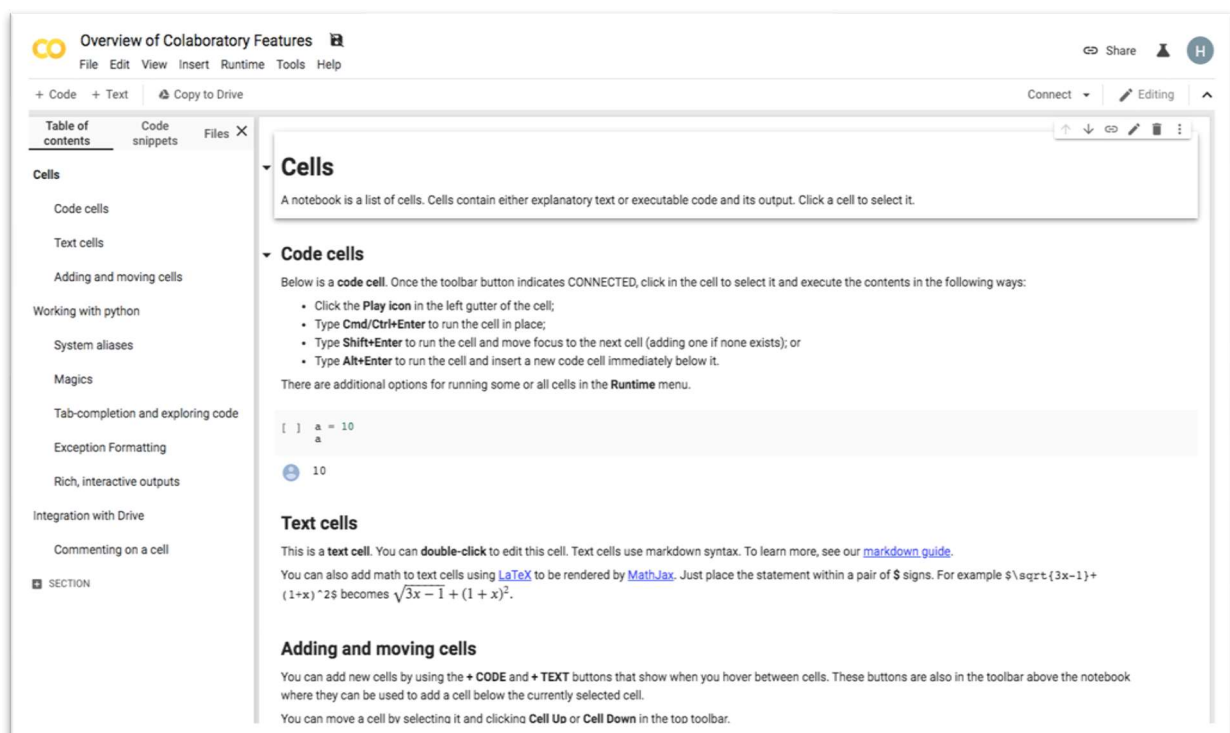 Overview of Colaboratory Features
File Edit View Insert Runtime Tools Help
Share
H
+ Code + Text Copy to Drive
Connect
Editing
Table of contents
Code snippets
Files
Cells
Code cells
Text cells
Adding and moving cells
Working with python
System aliases
Magics
Tab-completion and exploring code
Exception Formatting
Rich, interactive outputs
Integration with Drive
Commenting on a cell
SECTION
Cells
A notebook is a list of cells. Cells contain either explanatory text or executable code and its output. Click a cell to select it.
Code cells
Below is a code cell. Once the toolbar button indicates CONNECTED, click in the cell to select it and execute the contents in the following ways:
• Click the Play icon in the left gutter of the cell;
• Type Cmd/Ctrl+Enter to run the cell in place;
• Type Shift+Enter to run the cell and move focus to the next cell (adding one if none exists); or
• Type Alt+Enter to run the cell and insert a new code cell immediately below it.
There are additional options for running some or all cells in the Runtime menu.
[ ] a = 10
a
10
Text cells
This is a text cell. You can double-click to edit this cell. Text cells use markdown syntax. To learn more, see our markdown guide.
You can also add math to text cells using LaTeX to be rendered by MathJax. Just place the statement within a pair of $ signs. For example $\sqrt{3x-1}+
(1+x)^2$ becomes √3x − 1 + (1 + x)².
Adding and moving cells
You can add new cells by using the + CODE and + TEXT buttons that show when you hover between cells. These buttons are also in the toolbar above the notebook
where they can be used to add a cell below the currently selected cell.
You can move a cell by selecting it and clicking Cell Up or Cell Down in the top toolbar.